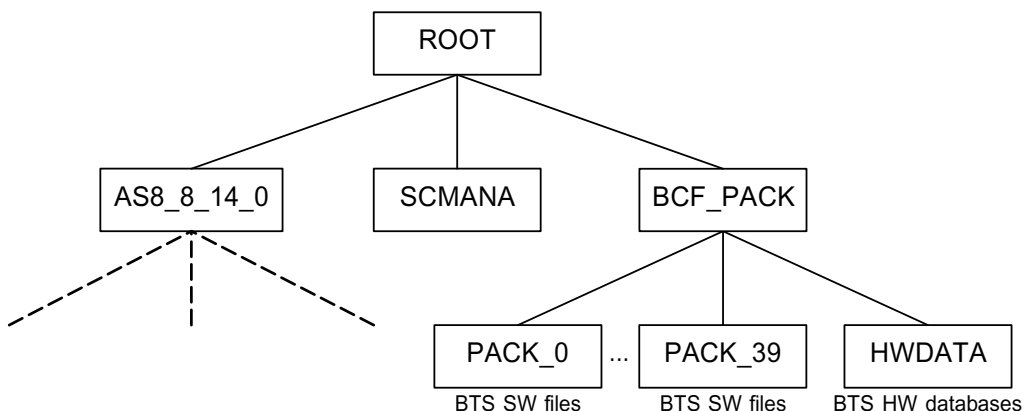 ROOT
AS8_8_14_0
SCMANA
BCF_PACK
PACK_0
...
PACK_39
HWDATA
BTS SW files
BTS SW files
BTS HW databases